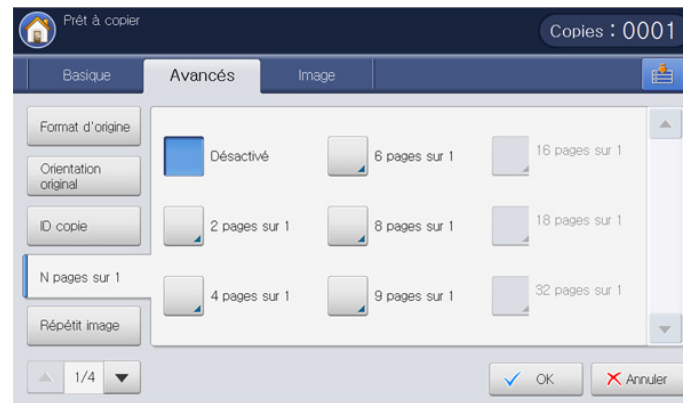 Prêt à copier
Copies : 0001
Basique
Avancés
Image
Format d'origine
Orientation
original
ID copie
N pages sur 1
Répétit image
1/4
Désactivé
6 pages sur 1
16 pages sur 1
2 pages sur 1
8 pages sur 1
18 pages sur 1
4 pages sur 1
9 pages sur 1
32 pages sur 1
OK
Annuler